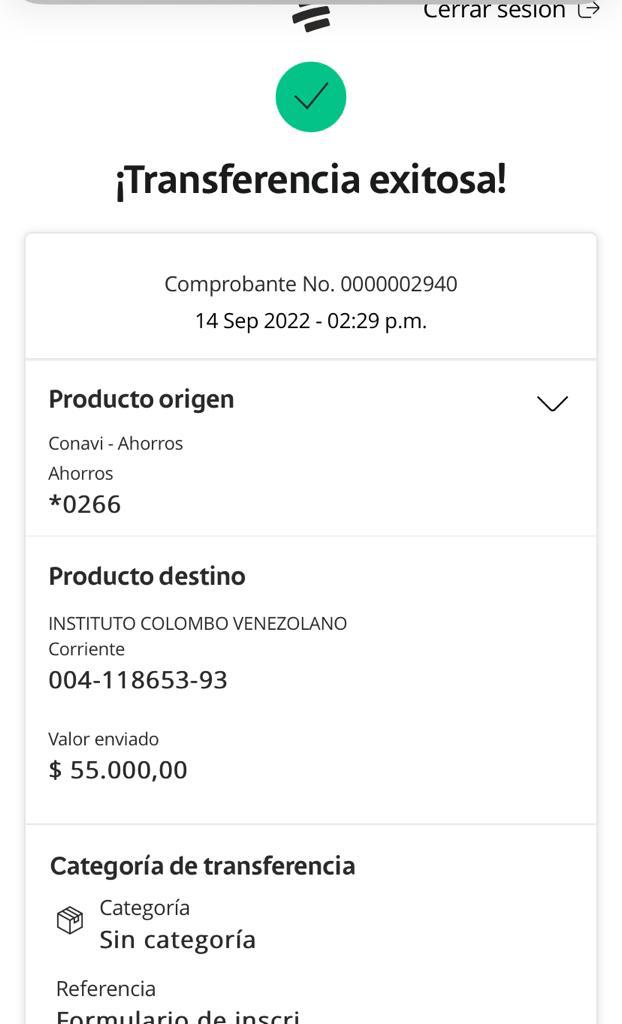 Cerrar sesión
¡Transferencia exitosa!
Comprobante No. 0000002940
14 Sep 2022 - 02:29 p.m.
Producto origen
Conavi - Ahorros
Ahorros
*0266
Producto destino
INSTITUTO COLOMBO VENEZOLANO
Corriente
004-118653-93
Valor enviado
$ 55.000,00
Categoría de transferencia
Categoría
Sin categoría
Referencia
Formulario de inscri